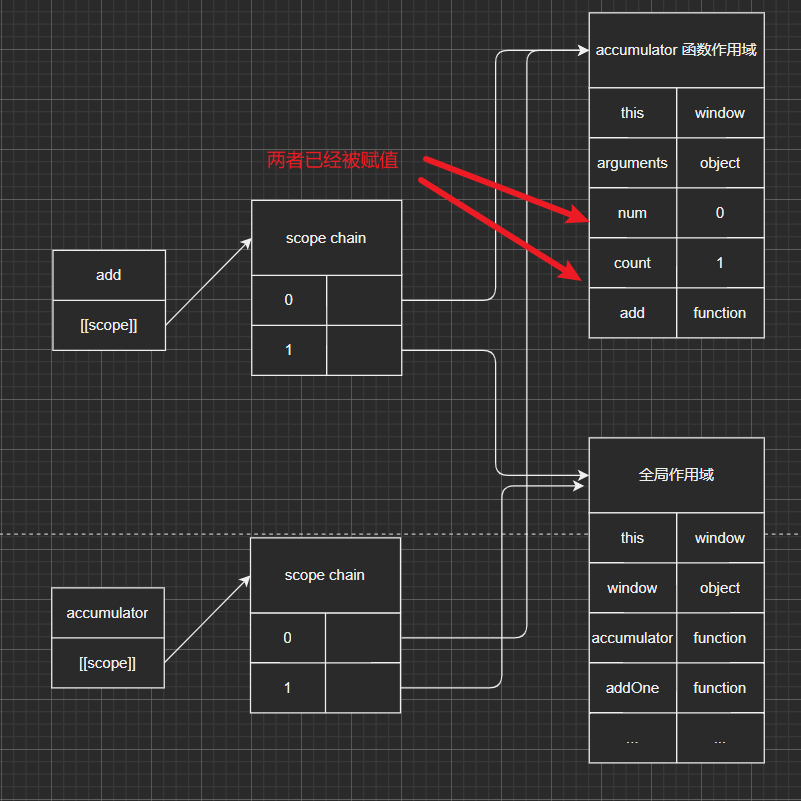 accumulator 函数作用域
this window
arguments object
num 0
count 1
add function
两者已经被赋值
scope chain
0
1
add
[[scope]]
全局作用域
this window
window object
accumulator function
addOne function
... ...
scope chain
0
1
accumulator
[[scope]]